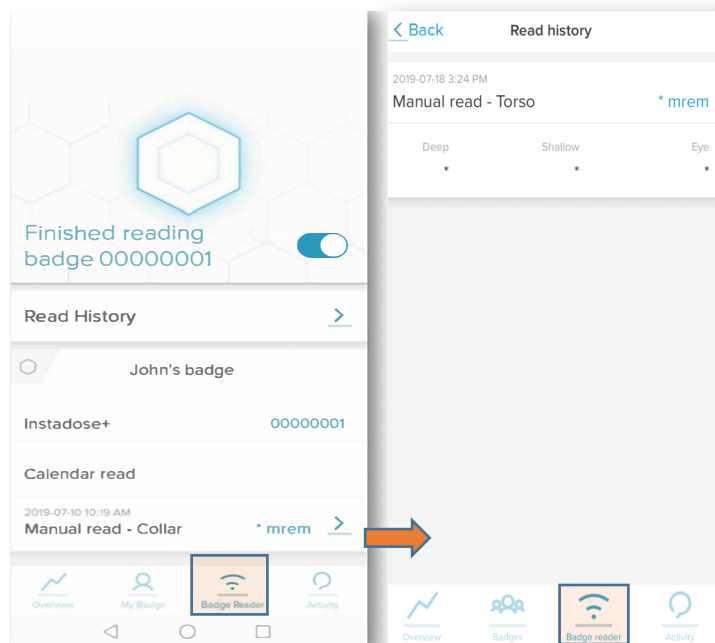 Finished reading
badge 00000001
Read History >
John's badge
Instadose+ 00000001
Calendar read
2019-07-10 10:19 AM
Manual read - Collar * mrem >
Overview My Badge Badge Reader Activity
< Back Read history
2019-07-18 3:24 PM
Manual read - Torso * mrem
Deep Shallow Eye
* * *
Overview Badges Badge reader Activity